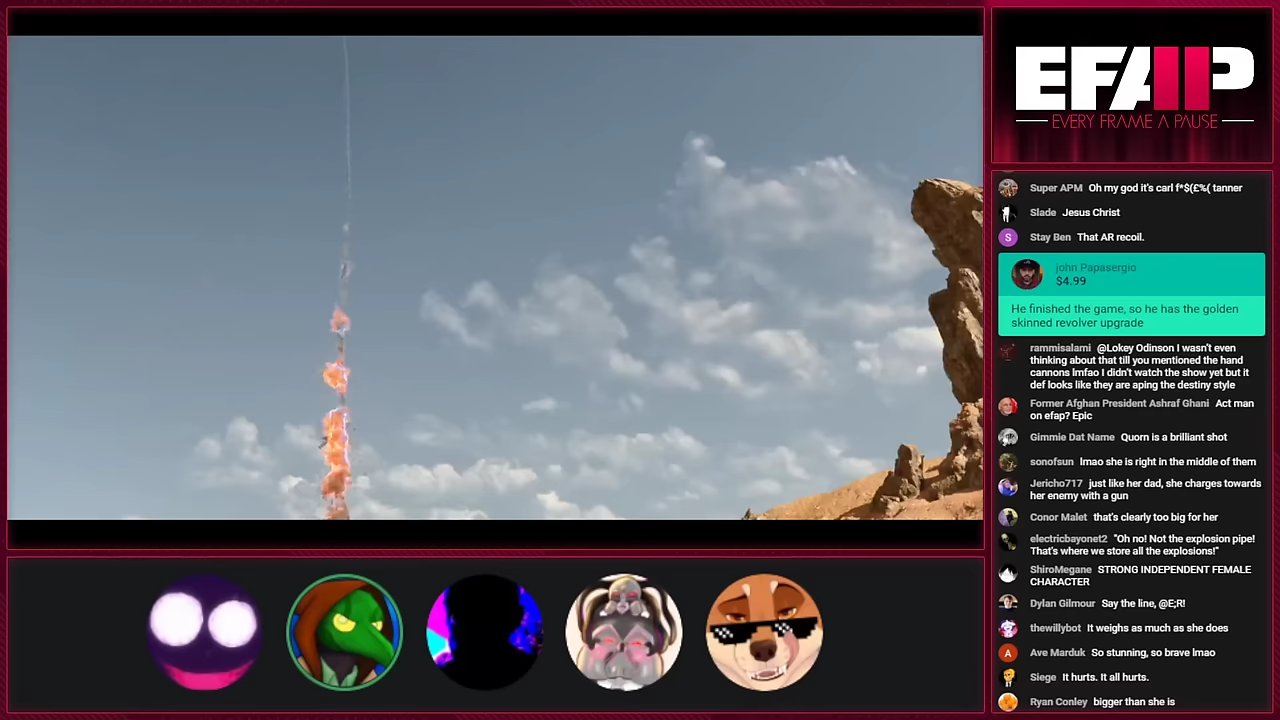 EFAP
EVERY FRAME A PAUSE
Super APM Oh my god it's carl f*$(£%( tanner
Slade Jesus Christ
S
Stay Ben That AR recoil.
john Papasergio
$4.99
He finished the game, so he has the golden
skinned revolver upgrade
rammisalami @Lokey Odinson I wasn't even
thinking about that till you mentioned the hand
cannons lmfao I didn't watch the show yet but it
def looks like they are aping the destiny style
Former Afghan President Ashraf Ghani Act man
on efap? Epic
Gimmie Dat Name Quorn is a brilliant shot
sonofsun lmao she is right in the middle of them
Jericho717 just like her dad, she charges towards
her enemy with a gun
Conor Malet that's clearly too big for her
electricbayonet2 "Oh no! Not the explosion pipe!
That's where we store all the explosions!"
ShiroMegane STRONG INDEPENDENT FEMALE
CHARACTER
Dylan Gilmour Say the line, @E;R!
thewillybot It weighs as much as she does
A
Ave Marduk So stunning, so brave lmao
Siege It hurts. It all hurts.
Ryan Conley bigger than she is